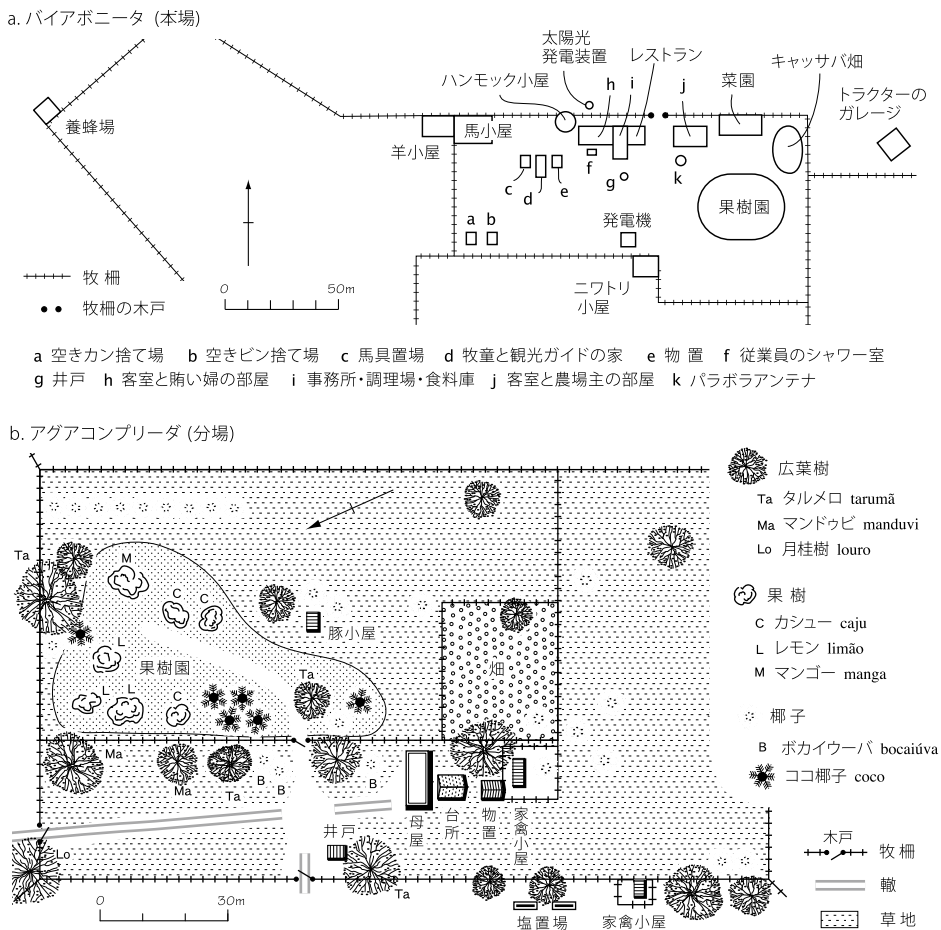 a. バイアボニータ (本場)
太陽光
発電装置
レストラン
ハンモック小屋
h
i
j
菜園
キャッサバ畑
トラクターの
ガレージ
養蜂場
羊小屋
馬小屋
c
d
e
f
g
k
果樹園
a
b
発電機
ニワトリ
小屋
牧柵
牧柵の木戸
0
50m
a 空きカン捨て場 b 空きビン捨て場 c 馬具置場 d 牧童と観光ガイドの家 e 物置 f 従業員のシャワー室
g 井戸 h 客室と賄い婦の部屋 i 事務所・調理場・食料庫 j 客室と農場主の部屋 k パラボラアンテナ
b. アグアコンプリーダ (分場)
Ta
M
C
C
L
果樹園
L
L
C
Ta
豚小屋
畑
Ma
Ma
Ta
B
B
B
母屋
台所
物置
家禽小屋
井戸
Lo
Ta
塩置場
家禽小屋
0
30m
広葉樹
Ta タルメロ tarumã
Ma マンドゥビ manduvi
Lo 月桂樹 louro
果樹
C カシュー caju
L レモン limão
M マンゴー manga
椰子
B ボカイウーバ bocaiúva
ココ椰子 coco
木戸
牧柵
轍
草地